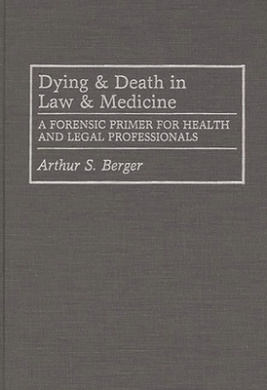 Dying & Death in
Law & Medicine
A FORENSIC PRIMER FOR HEALTH
AND LEGAL PROFESSIONALS
Arthur S. Berger